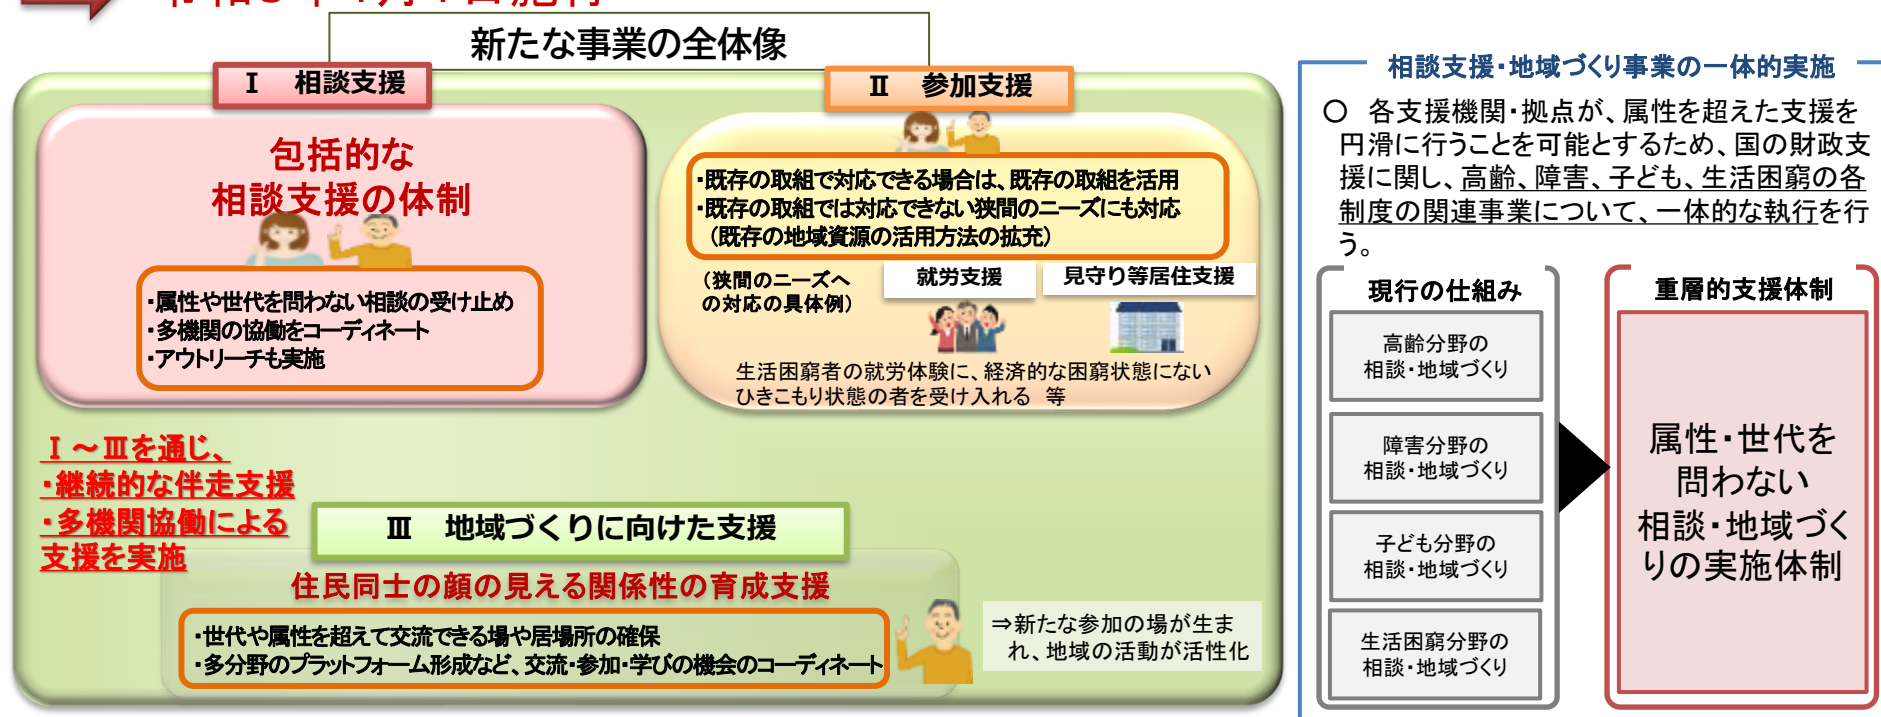 新たな事業の全体像
Ⅰ 相談支援
包括的な
相談支援の体制
・属性や世代を問わない相談の受け止め
・多機関の協働をコーディネート
・アウトリーチも実施
Ⅱ 参加支援
・既存の取組で対応できる場合は、既存の取組を活用
・既存の取組では対応できない狭間のニーズにも対応
（既存の地域資源の活用方法の拡充）
（狭間のニーズへ
の対応の具体例）
就労支援
見守り等居住支援
生活困窮者の就労体験に、経済的な困窮状態にない
ひきこもり状態の者を受け入れる 等
Ⅰ～Ⅲを通じ、
・継続的な伴走支援
・多機関協働による
支援を実施
Ⅲ 地域づくりに向けた支援
住民同士の顔の見える関係性の育成支援
・世代や属性を超えて交流できる場や居場所の確保
・多分野のプラットフォーム形成など、交流・参加・学びの機会のコーディネート
⇒新たな参加の場が生ま
れ、地域の活動が活性化
相談支援・地域づくり事業の一体的実施
○ 各支援機関・拠点が、属性を超えた支援を
円滑に行うことを可能とするため、国の財政支
援に関し、高齢、障害、子ども、生活困窮の各
制度の関連事業について、一体的な執行を行
う。
現行の仕組み
高齢分野の
相談・地域づくり
障害分野の
相談・地域づくり
子ども分野の
相談・地域づくり
生活困窮分野の
相談・地域づくり
重層的支援体制
属性・世代を
問わない
相談・地域づく
りの実施体制